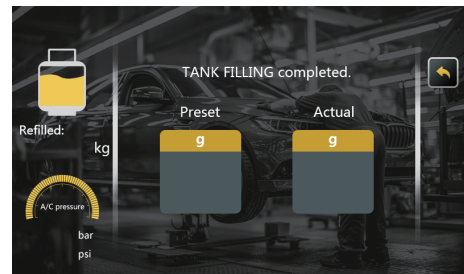 TANK FILLING completed.
Preset
Actual
g
g
Refilled:
kg
A/C pressure
bar
psi